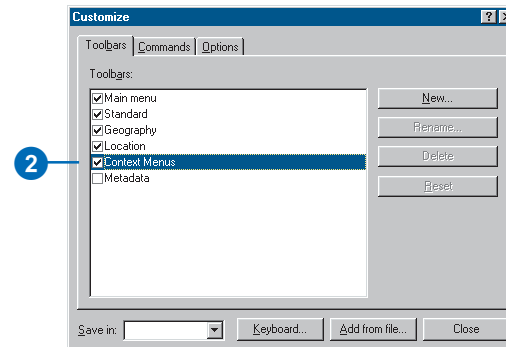 Customize
Toolbars Commands Options
Toolbars:
Main menu
Standard
Geography
Location
Context Menus
Metadata
New...
Rename...
Delete
Reset
2
Save in:
Keyboard...
Add from file...
Close